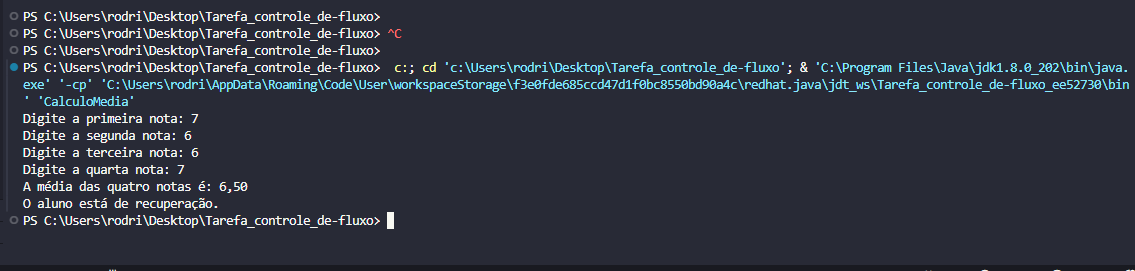 PS C:\Users\rodri\Desktop\Tarefa_controle_de-fluxo>
PS C:\Users\rodri\Desktop\Tarefa_controle_de-fluxo> ^C
PS C:\Users\rodri\Desktop\Tarefa_controle_de-fluxo>
PS C:\Users\rodri\Desktop\Tarefa_controle_de-fluxo>  c:; cd 'c:\Users\rodri\Desktop\Tarefa_controle_de-fluxo'; & 'C:\Program Files\Java\jdk1.8.0_202\bin\java.
exe' '-cp' 'C:\Users\rodri\AppData\Roaming\Code\User\workspaceStorage\f3e0fde685ccd47d1f0bc8550bd90a4c\redhat.java\jdt_ws\Tarefa_controle_de-fluxo_ee52730\bin
' 'CalculoMedia'
Digite a primeira nota: 7
Digite a segunda nota: 6
Digite a terceira nota: 6
Digite a quarta nota: 7
A média das quatro notas é: 6,50
O aluno está de recuperação.
PS C:\Users\rodri\Desktop\Tarefa_controle_de-fluxo>